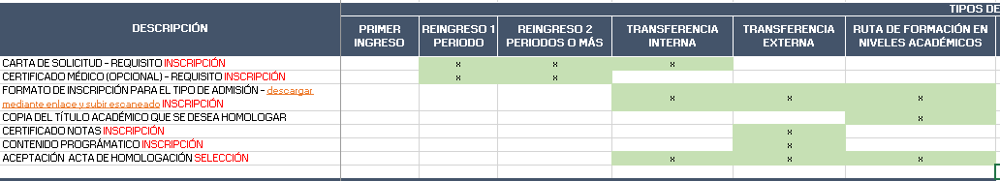 TIPOS DE
DESCRIPCIÓN
PRIMER
INGRESO
REINGRESO 1
PERIODO
REINGRESO 2
PERIODOS O MÁS
TRANSFERENCIA
INTERNA
TRANSFERENCIA
EXTERNA
RUTA DE FORMACIÓN EN
NIVELES ACADÉMICOS
CARTA DE SOLICITUD - REQUISITO INSCRIPCIÓN x x x
CERTIFICADO MÉDICO (OPCIONAL) - REQUISITO INSCRIPCIÓN x x
FORMATO DE INSCRIPCIÓN PARA EL TIPO DE ADMISIÓN - descargar
mediante enlace y subir escaneado INSCRIPCIÓN x x x
COPIA DEL TÍTULO ACADÉMICO QUE SE DESEA HOMOLOGAR x
CERTIFICADO NOTAS INSCRIPCIÓN x
CONTENIDO PROGRÁMATICO INSCRIPCIÓN x
ACEPTACIÓN ACTA DE HOMOLOGACIÓN SELECCIÓN x x x